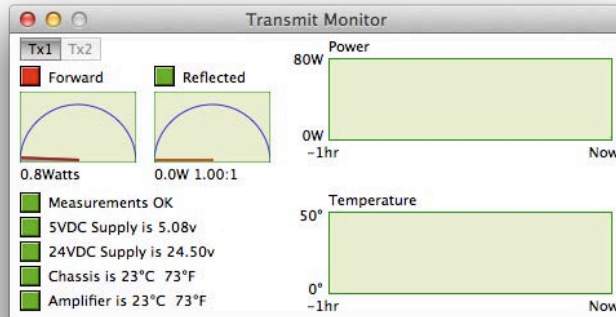 Transmit Monitor
Tx1 Tx2
Forward
Reflected
0.8Watts
0.0W 1.00:1
Measurements OK
5VDC Supply is 5.08v
24VDC Supply is 24.50v
Chassis is 23°C 73°F
Amplifier is 23°C 73°F
Power
80W
0W
-1hr
Now
Temperature
50°
0°
-1hr
Now